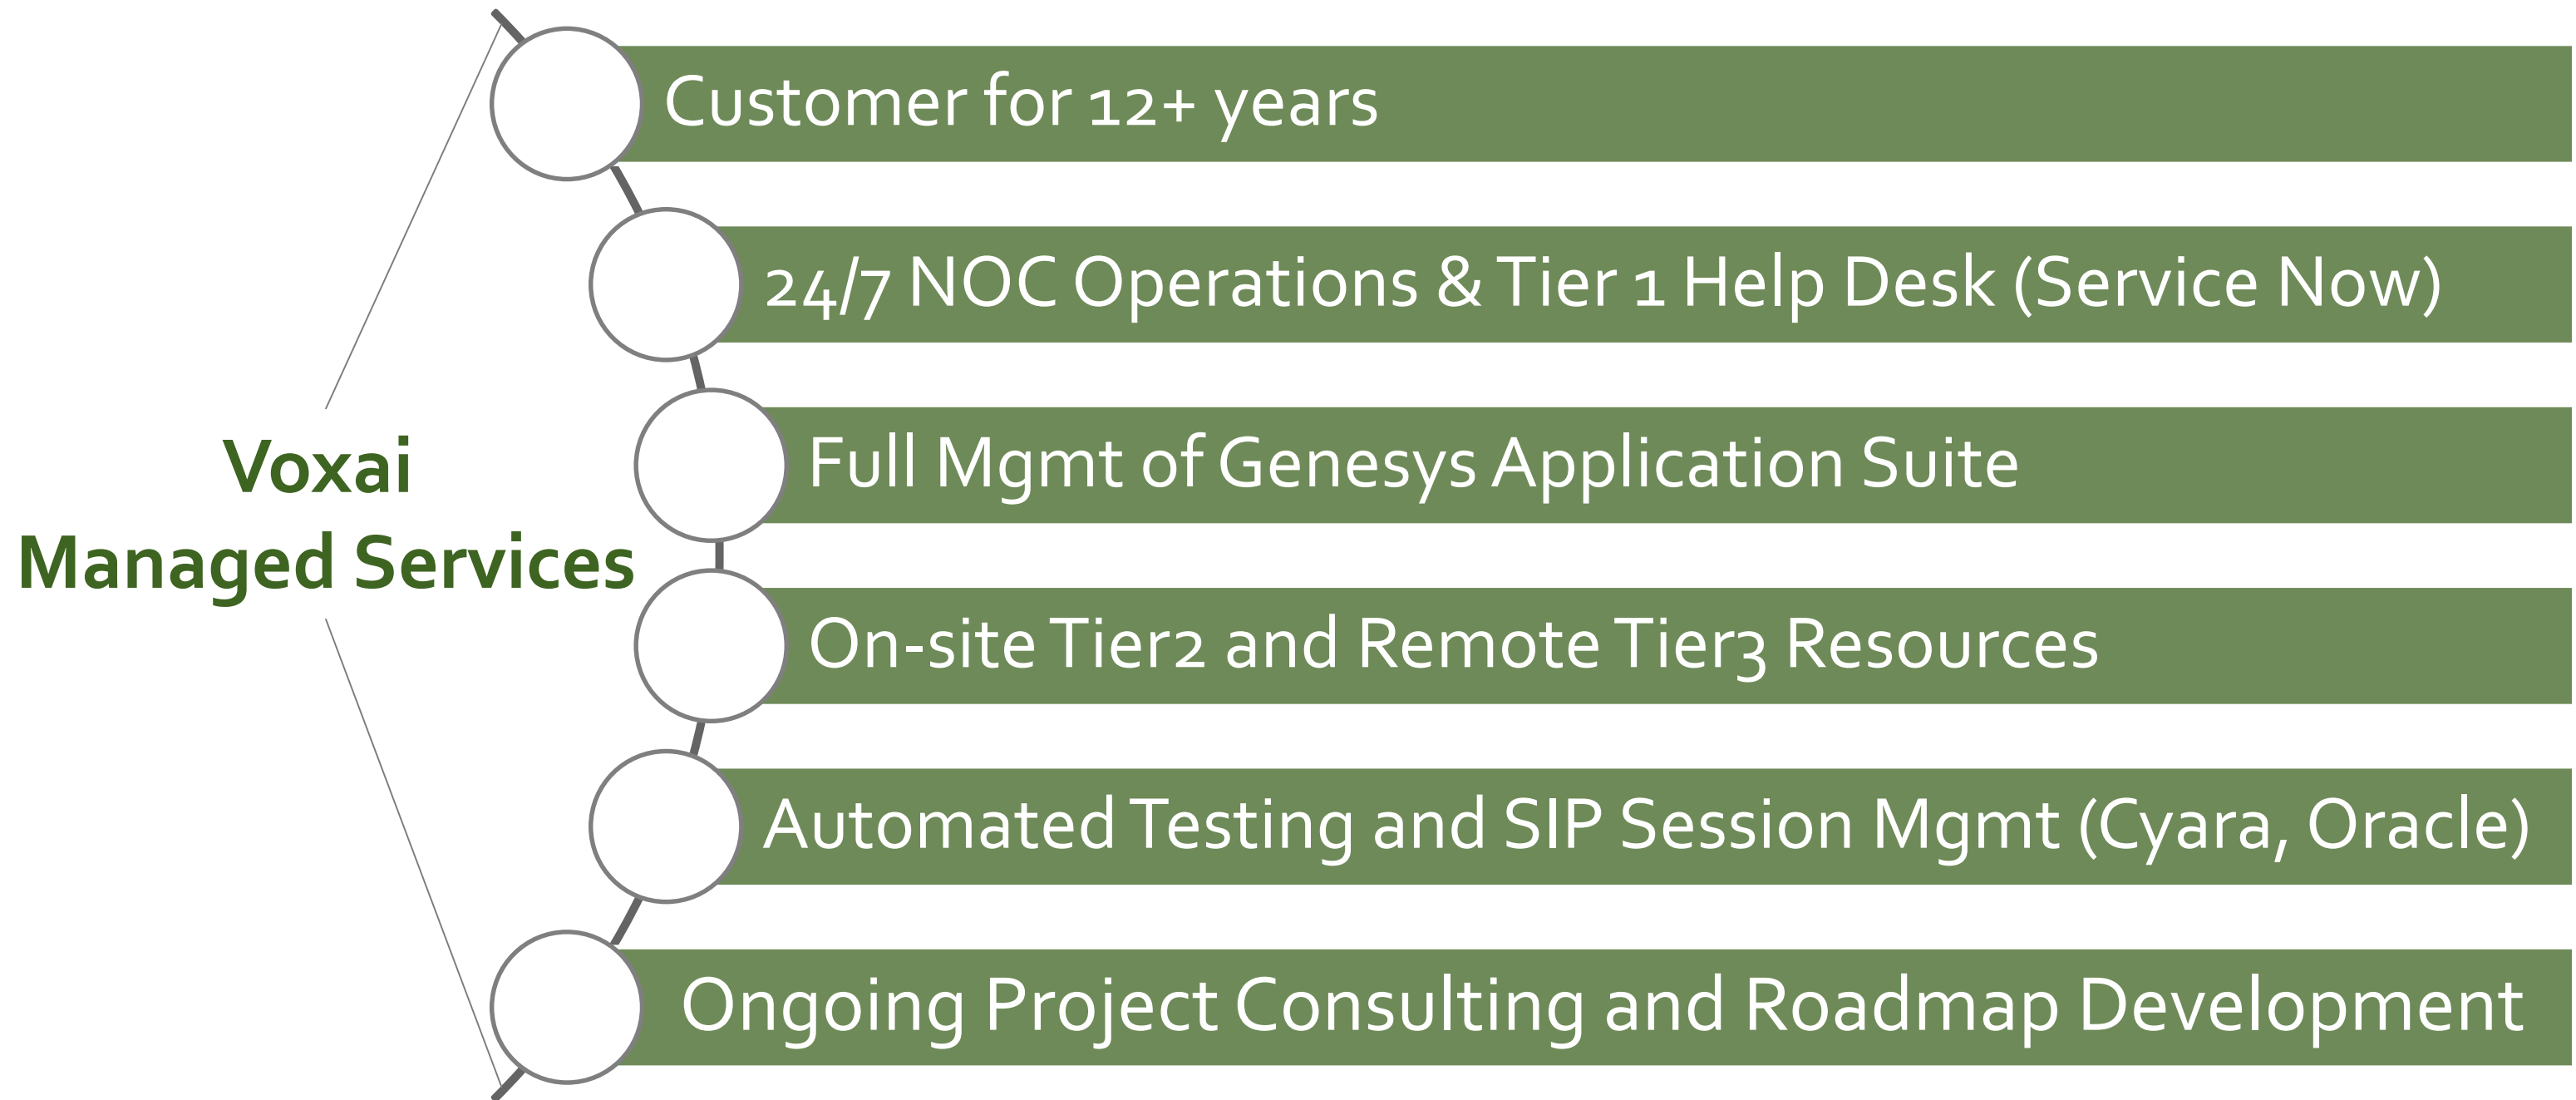 Voxai
Managed Services
Customer for 12+ years
24/7 NOC Operations & Tier 1 Help Desk (Service Now)
Full Mgmt of Genesys Application Suite
On-site Tier2 and Remote Tier3 Resources
Automated Testing and SIP Session Mgmt (Cyara, Oracle)
Ongoing Project Consulting and Roadmap Development